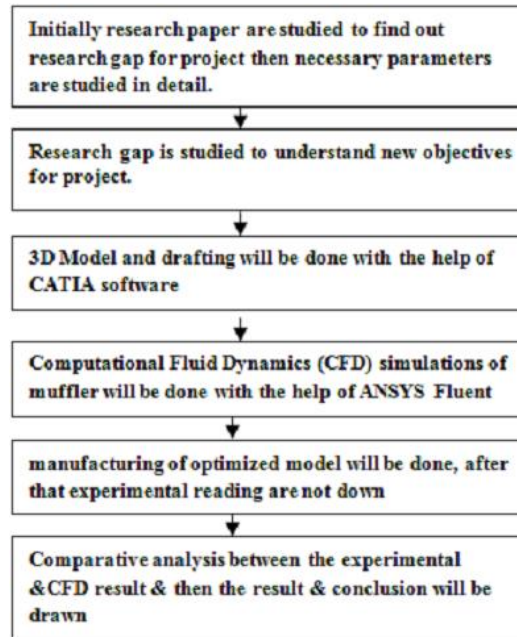 Initially research paper are studied to find out
research gap for project then necessary parameters
are studied in detail.
Research gap is studied to understand new objectives
for project.
3D Model and drafting will be done with the help of
CATIA software
Computational Fluid Dynamics (CFD) simulations of
muffler will be done with the help of ANSYS Fluent
manufacturing of optimized model will be done, after
that experimental reading are not down
Comparative analysis between the experimental
&CFD result & then the result & conclusion will be
drawn